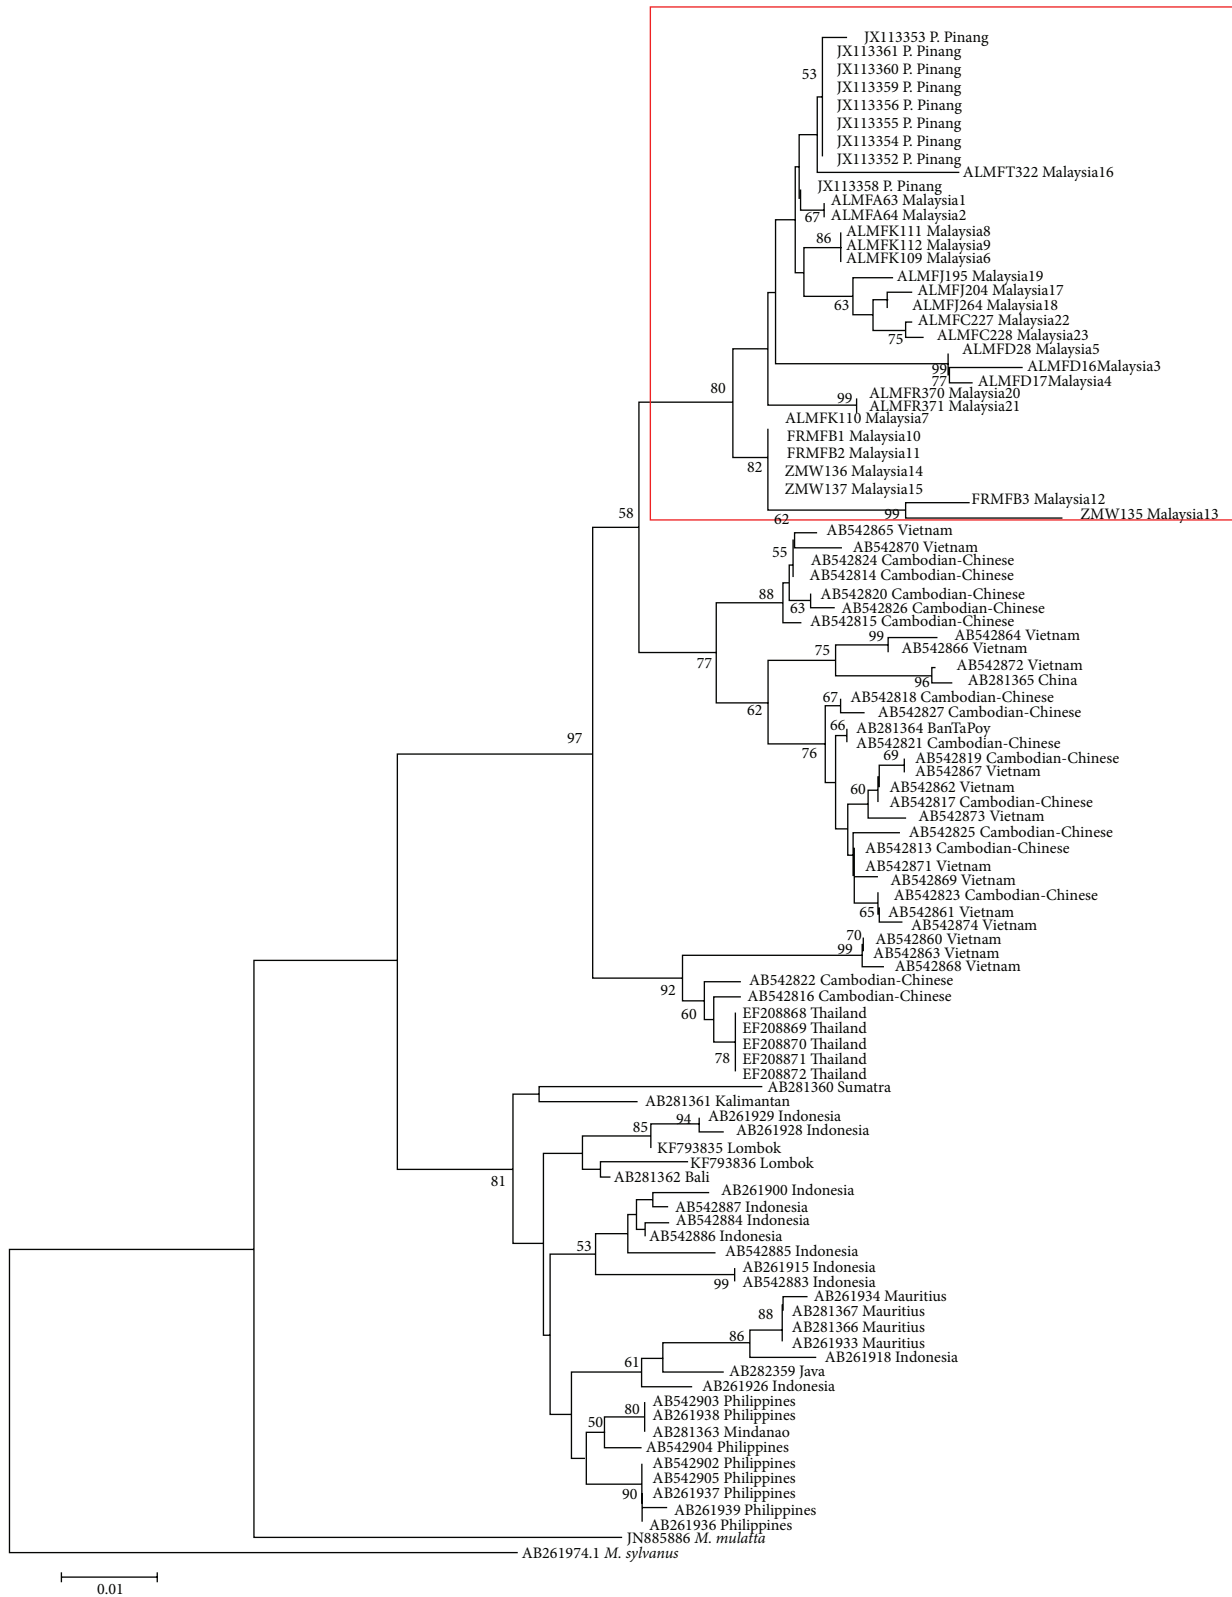 JX113353 P. Pinang
JX113361 P. Pinang
JX113360 P. Pinang
53
JX113359 P. Pinang
JX113356 P. Pinang
JX113355 P. Pinang
JX113354 P. Pinang
JX113352 P. Pinang
ALMFT322 Malaysia16
JX113358 P. Pinang
ALMFA63 Malaysia1
ALMFA64 Malaysia2
67
ALMFK111 Malaysia8
86
ALMFK112 Malaysia9
ALMFK109 Malaysia6
ALMFJ195 Malaysia19
ALMFJ204 Malaysia17
63
ALMFJ264 Malaysia18
ALMFC227 Malaysia22
ALMFC228 Malaysia23
75
ALMFD28 Malaysia5
ALMFD16Malaysia3
99
ALMFD17Malaysia4
77
80
ALMFR370 Malaysia20
99
ALMFR371 Malaysia21
ALMFK110 Malaysia7
FRMFB1 Malaysia10
FRMFB2 Malaysia11
82
ZMW136 Malaysia14
ZMW137 Malaysia15
FRMFB3 Malaysia12
99
ZMW135 Malaysia13
58
62
AB542865 Vietnam
AB542870 Vietnam
55
AB542824 Cambodian-Chinese
AB542814 Cambodian-Chinese
88
AB542820 Cambodian-Chinese
63
AB542826 Cambodian-Chinese
AB542815 Cambodian-Chinese
99
AB542864 Vietnam
AB542866 Vietnam
75
77
AB542872 Vietnam
AB281365 China
96
67
AB542818 Cambodian-Chinese
62
AB542827 Cambodian-Chinese
66
AB281364 BanTaPoy
AB542821 Cambodian-Chinese
97
76
69
AB542819 Cambodian-Chinese
AB542867 Vietnam
60
AB542862 Vietnam
AB542817 Cambodian-Chinese
AB542873 Vietnam
AB542825 Cambodian-Chinese
AB542813 Cambodian-Chinese
AB542871 Vietnam
AB542869 Vietnam
AB542823 Cambodian-Chinese
65
AB542861 Vietnam
AB542874 Vietnam
70
AB542860 Vietnam
99
AB542863 Vietnam
AB542868 Vietnam
AB542822 Cambodian-Chinese
92
AB542816 Cambodian-Chinese
60
EF208868 Thailand
EF208869 Thailand
EF208870 Thailand
78
EF208871 Thailand
EF208872 Thailand
AB281360 Sumatra
AB281361 Kalimantan
94
AB261929 Indonesia
85
AB261928 Indonesia
KF793835 Lombok
KF793836 Lombok
81
AB281362 Bali
AB261900 Indonesia
AB542887 Indonesia
AB542884 Indonesia
AB542886 Indonesia
53
AB542885 Indonesia
AB261915 Indonesia
99
AB542883 Indonesia
AB261934 Mauritius
88
AB281367 Mauritius
AB281366 Mauritius
86
AB261933 Mauritius
AB261918 Indonesia
61
AB282359 Java
AB261926 Indonesia
AB542903 Philippines
80
AB261938 Philippines
50
AB281363 Mindanao
AB542904 Philippines
AB542902 Philippines
AB542905 Philippines
90
AB261937 Philippines
AB261939 Philippines
AB261936 Philippines
JN885886 M. mulatta
AB261974.1 M. sylvanus
0.01